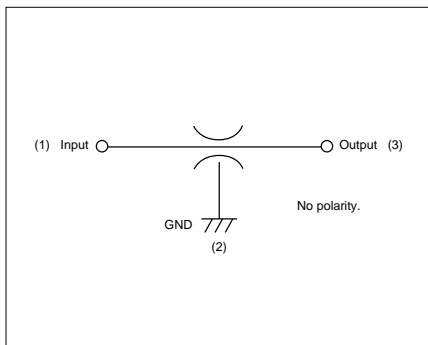 (1) Input Output (3)
No polarity.
GND
(2)